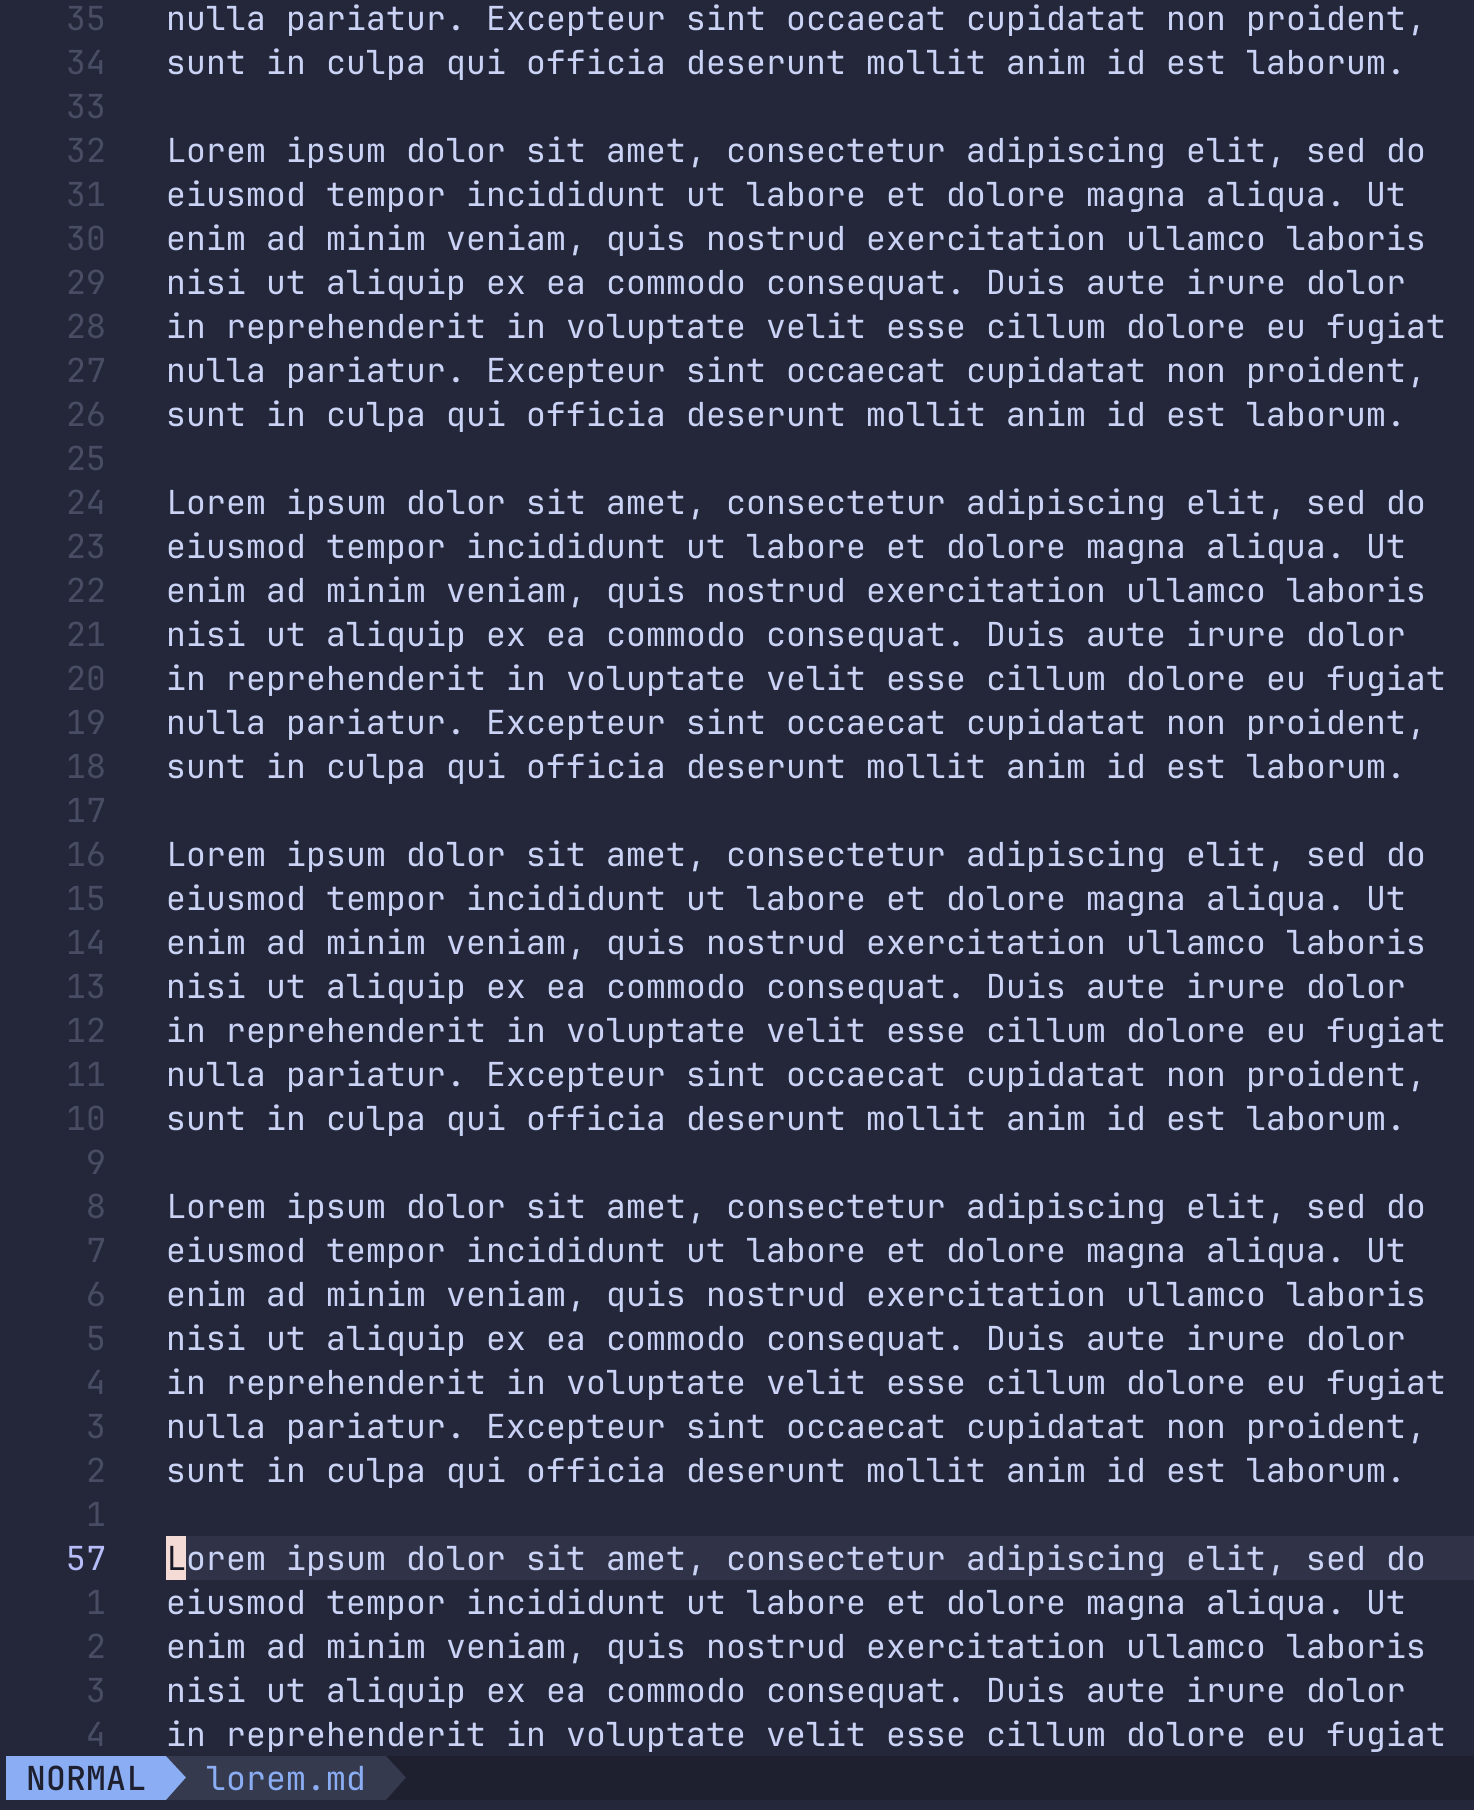 35 nulla pariatur. Excepteur sint occaecat cupidatat non proident,
34 sunt in culpa qui officia deserunt mollit anim id est laborum.
33
32 Lorem ipsum dolor sit amet, consectetur adipiscing elit, sed do
31 eiusmod tempor incididunt ut labore et dolore magna aliqua. Ut
30 enim ad minim veniam, quis nostrud exercitation ullamco laboris
29 nisi ut aliquip ex ea commodo consequat. Duis aute irure dolor
28 in reprehenderit in voluptate velit esse cillum dolore eu fugiat
27 nulla pariatur. Excepteur sint occaecat cupidatat non proident,
26 sunt in culpa qui officia deserunt mollit anim id est laborum.
25
24 Lorem ipsum dolor sit amet, consectetur adipiscing elit, sed do
23 eiusmod tempor incididunt ut labore et dolore magna aliqua. Ut
22 enim ad minim veniam, quis nostrud exercitation ullamco laboris
21 nisi ut aliquip ex ea commodo consequat. Duis aute irure dolor
20 in reprehenderit in voluptate velit esse cillum dolore eu fugiat
19 nulla pariatur. Excepteur sint occaecat cupidatat non proident,
18 sunt in culpa qui officia deserunt mollit anim id est laborum.
17
16 Lorem ipsum dolor sit amet, consectetur adipiscing elit, sed do
15 eiusmod tempor incididunt ut labore et dolore magna aliqua. Ut
14 enim ad minim veniam, quis nostrud exercitation ullamco laboris
13 nisi ut aliquip ex ea commodo consequat. Duis aute irure dolor
12 in reprehenderit in voluptate velit esse cillum dolore eu fugiat
11 nulla pariatur. Excepteur sint occaecat cupidatat non proident,
10 sunt in culpa qui officia deserunt mollit anim id est laborum.
9
8 Lorem ipsum dolor sit amet, consectetur adipiscing elit, sed do
7 eiusmod tempor incididunt ut labore et dolore magna aliqua. Ut
6 enim ad minim veniam, quis nostrud exercitation ullamco laboris
5 nisi ut aliquip ex ea commodo consequat. Duis aute irure dolor
4 in reprehenderit in voluptate velit esse cillum dolore eu fugiat
3 nulla pariatur. Excepteur sint occaecat cupidatat non proident,
2 sunt in culpa qui officia deserunt mollit anim id est laborum.
1
57 Lorem ipsum dolor sit amet, consectetur adipiscing elit, sed do
1 eiusmod tempor incididunt ut labore et dolore magna aliqua. Ut
2 enim ad minim veniam, quis nostrud exercitation ullamco laboris
3 nisi ut aliquip ex ea commodo consequat. Duis aute irure dolor
4 in reprehenderit in voluptate velit esse cillum dolore eu fugiat
NORMAL lorem.md